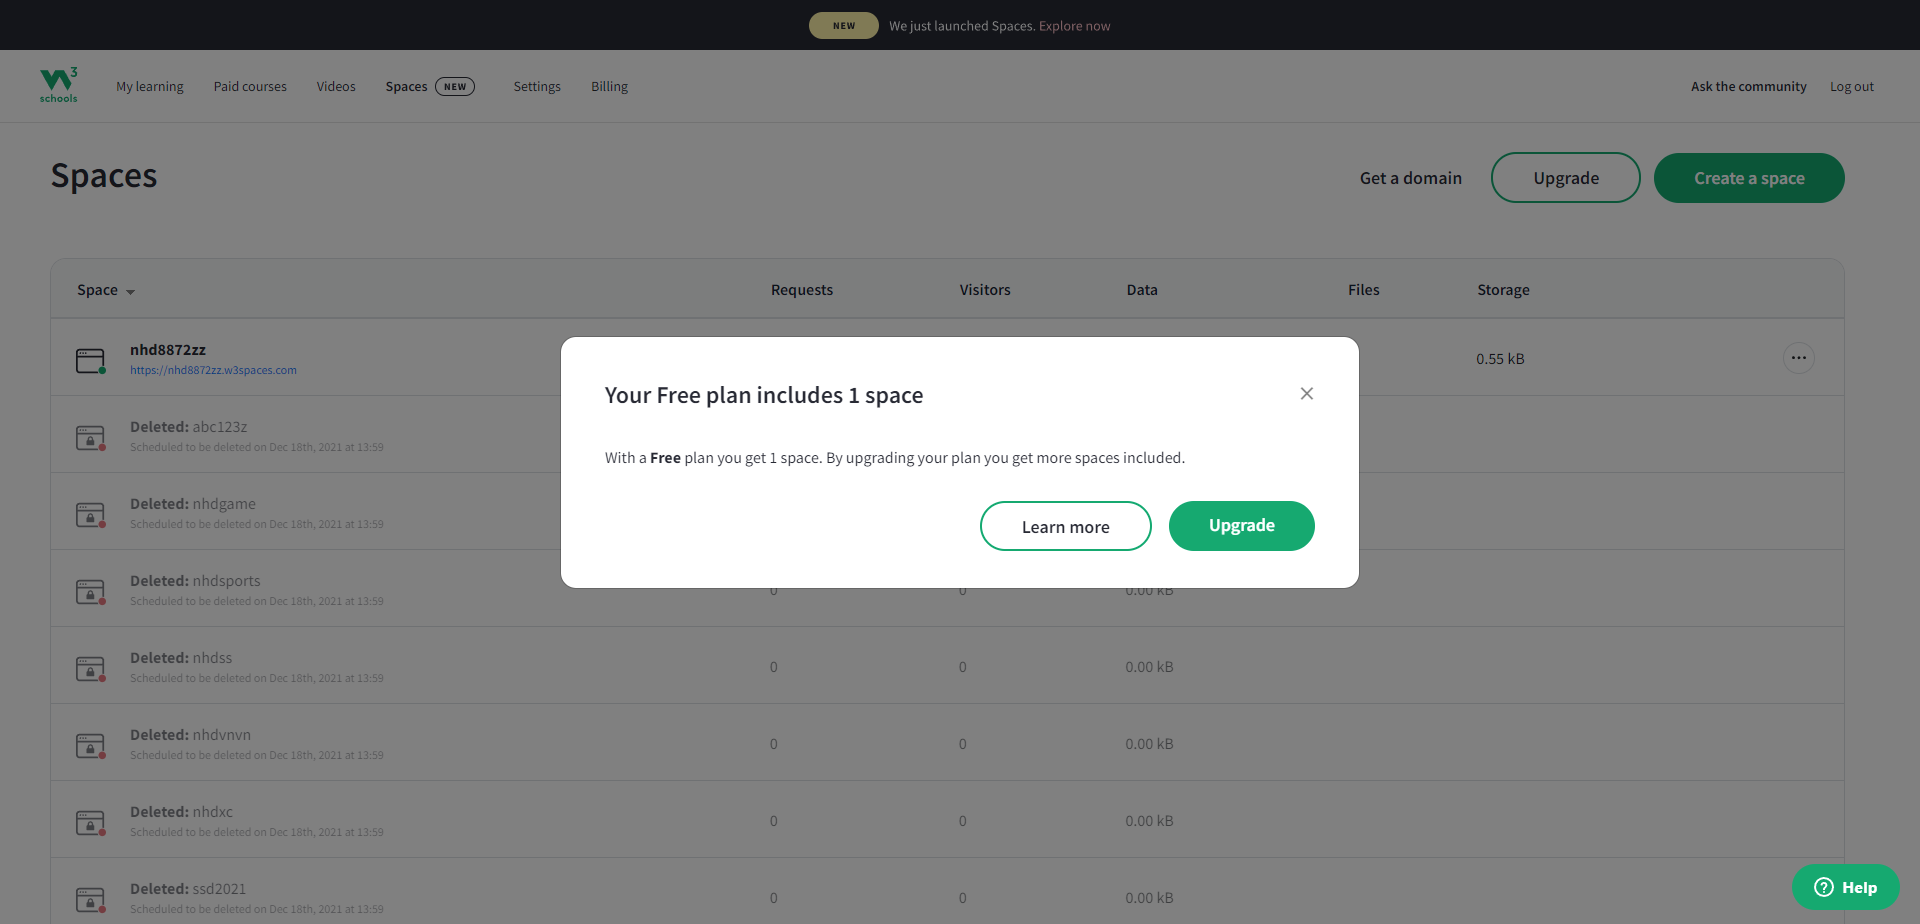 NEW We just launched Spaces. Explore now
W3 schools My learning Paid courses Videos Spaces NEW Settings Billing Ask the community Log out
Spaces Get a domain Upgrade Create a space
Space Requests Visitors Data Files Storage
nhd8872zz
https://nhd8872zz.w3spaces.com
0.55 kB
Deleted: abc123z
Scheduled to be deleted on Dec 18th, 2021 at 13:59
Deleted: nhdgame
Scheduled to be deleted on Dec 18th, 2021 at 13:59
Deleted: nhdsports
Scheduled to be deleted on Dec 18th, 2021 at 13:59
0 0 0.00 kB
Deleted: nhdss
Scheduled to be deleted on Dec 18th, 2021 at 13:59
0 0 0.00 kB
Deleted: nhdvnvn
Scheduled to be deleted on Dec 18th, 2021 at 13:59
0 0 0.00 kB
Deleted: nhdxc
Scheduled to be deleted on Dec 18th, 2021 at 13:59
0 0 0.00 kB
Deleted: ssd2021
Scheduled to be deleted on Dec 18th, 2021 at 13:59
0 0 0.00 kB
Your Free plan includes 1 space
With a Free plan you get 1 space. By upgrading your plan you get more spaces included.
Learn more Upgrade
Help